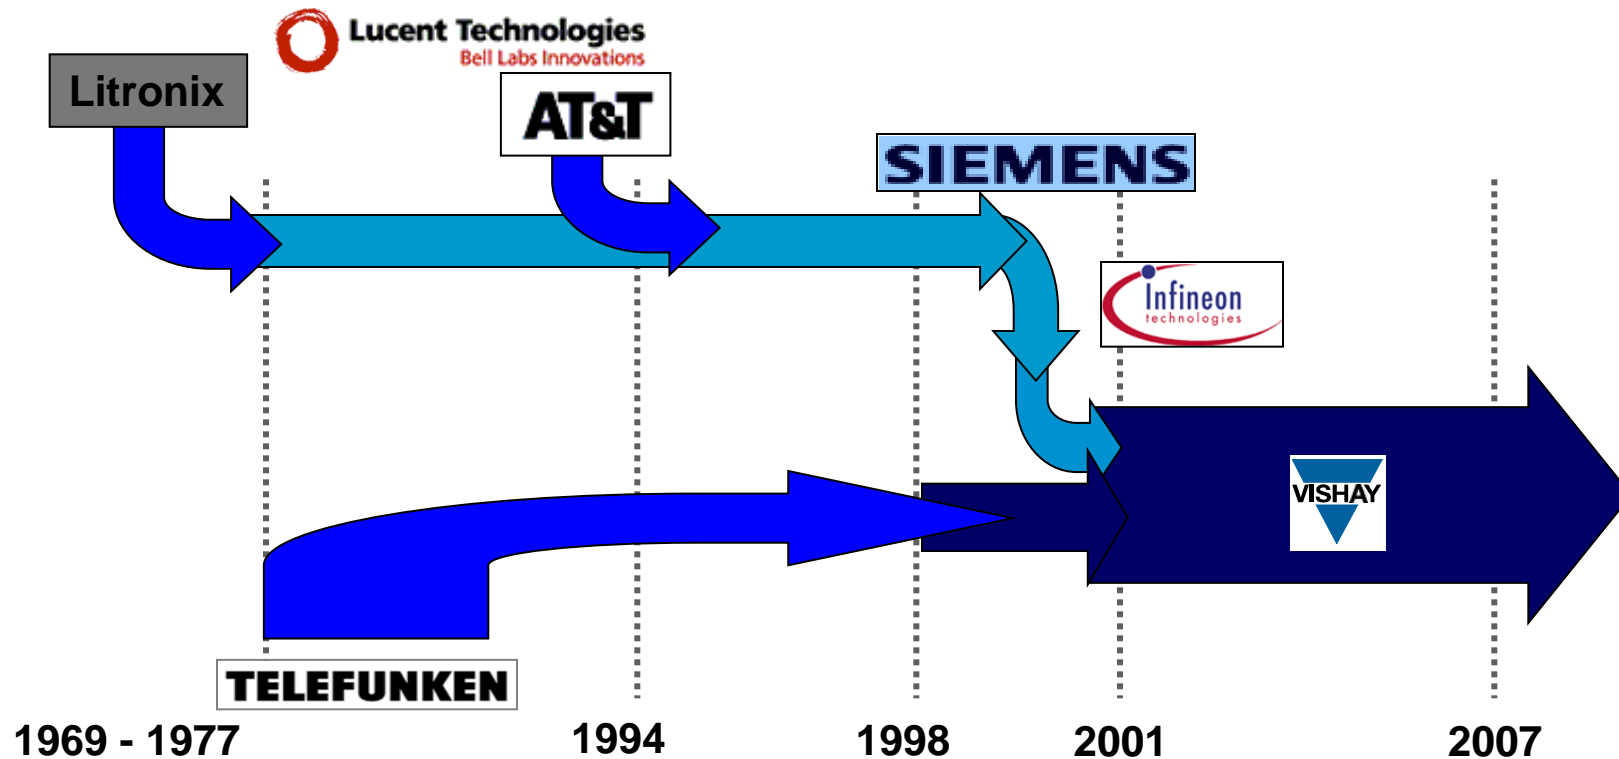 Lucent Technologies
Bell Labs Innovations
Litronix
AT&T
SIEMENS
Infineon
technologies
VISHAY
TELEFUNKEN
1969 - 1977
1994
1998
2001
2007